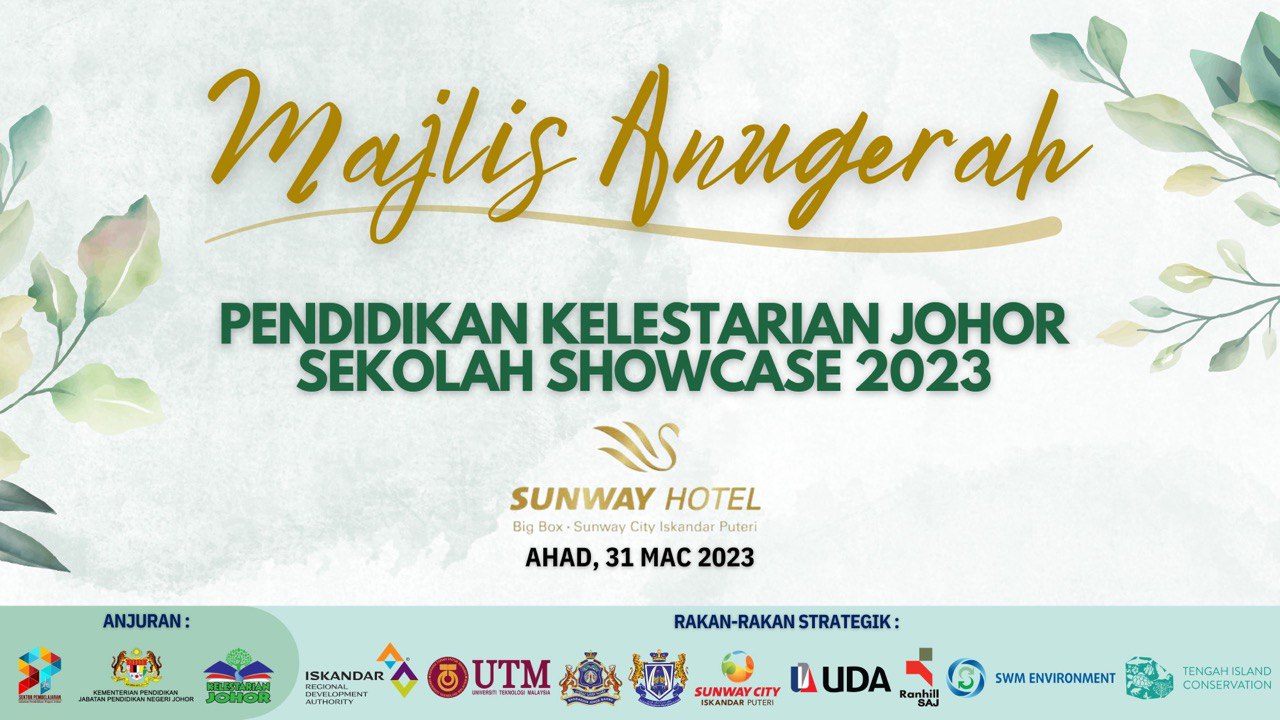 Majlis Anugerah
PENDIDIKAN KELESTARIAN JOHOR
SEKOLAH SHOWCASE 2023
SUNWAY HOTEL
Big Box · Sunway City Iskandar Puteri
AHAD, 31 MAC 2023
ANJURAN :
RAKAN-RAKAN STRATEGIK :
SEKTOR PEMBELAJARAN
KEMENTERIAN PENDIDIKAN
JABATAN PENDIDIKAN NEGERI JOHOR
KELESTARIAN
JOHOR
ISKANDAR
REGIONAL
DEVELOPMENT
AUTHORITY
UTM
UNIVERSITI TEKNOLOGI MALAYSIA
SUNWAY CITY
ISKANDAR PUTERI
UDA
Ranhill
SAJ
SWM ENVIRONMENT
TENGAH ISLAND
CONSERVATION